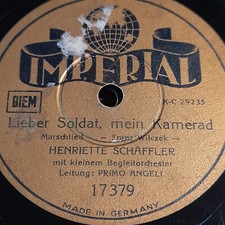 IMPERIAL
BIEM
K-C 29235
Lieber Soldat, mein Kamerad
Marschlied — Franz Wilczek
HENRIETTE SCHÄFFLER
mit kleinem Begleitorchester
Leitung: PRIMO ANGELI
17379
MADE IN GERMANY